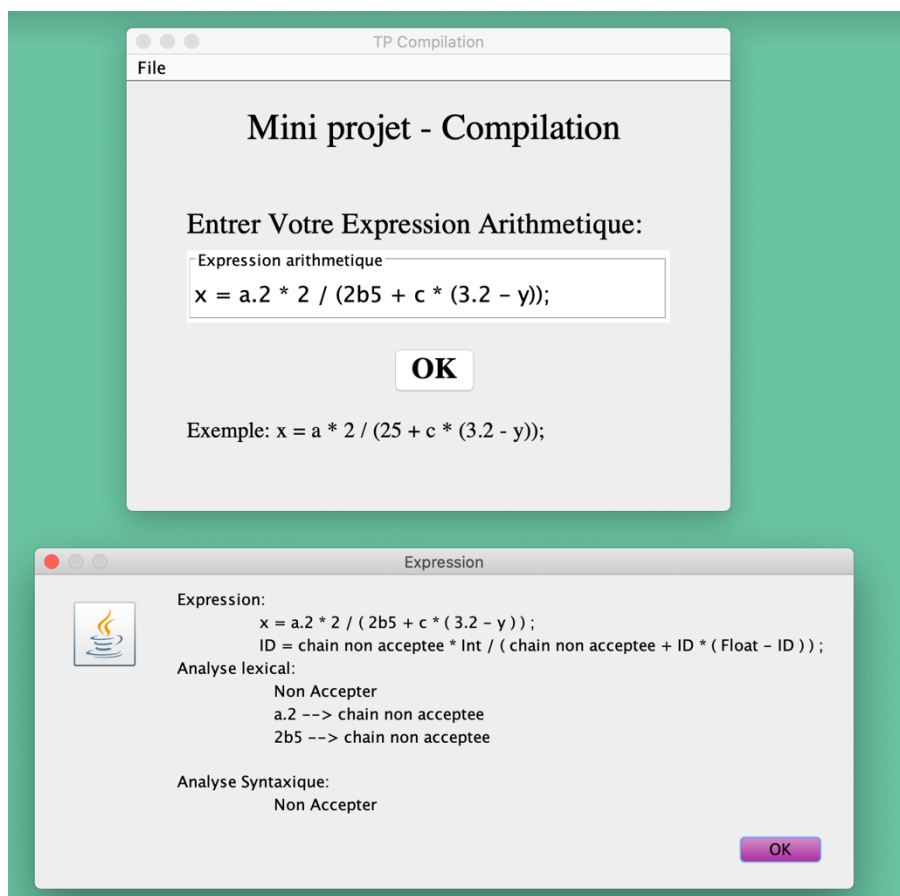 TP Compilation
File
Mini projet - Compilation
Entrer Votre Expression Arithmetique:
Expression arithmetique
x = a.2 * 2 / (2b5 + c * (3.2 – y));
OK
Exemple: x = a * 2 / (25 + c * (3.2 - y));
Expression
Expression:
x = a.2 * 2 / ( 2b5 + c * ( 3.2 – y ) ) ;
ID = chain non acceptee * Int / ( chain non acceptee + ID * ( Float – ID ) ) ;
Analyse lexical:
Non Accepter
a.2 --> chain non acceptee
2b5 --> chain non acceptee
Analyse Syntaxique:
Non Accepter
OK